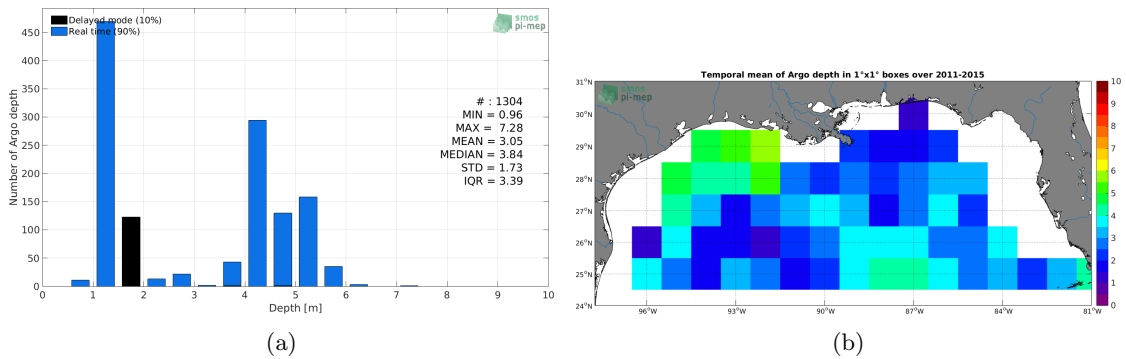 Delayed mode (10%)
Real time (90%)
smos
pi-mep
450
400
350
300
250
200
150
100
50
0
Number of Argo depth
# : 1304
MIN = 0.96
MAX = 7.28
MEAN = 3.05
MEDIAN = 3.84
STD = 1.73
IQR = 3.39
0 1 2 3 4 5 6 7 8 9 10
Depth [m]
(a)
Temporal mean of Argo depth in 1°x1° boxes over 2011-2015
smos
pi-mep
31°N
30°N
29°N
28°N
27°N
26°N
25°N
24°N
96°W 93°W 90°W 87°W 84°W 81°W
10
9
8
7
6
5
4
3
2
1
0
(b)